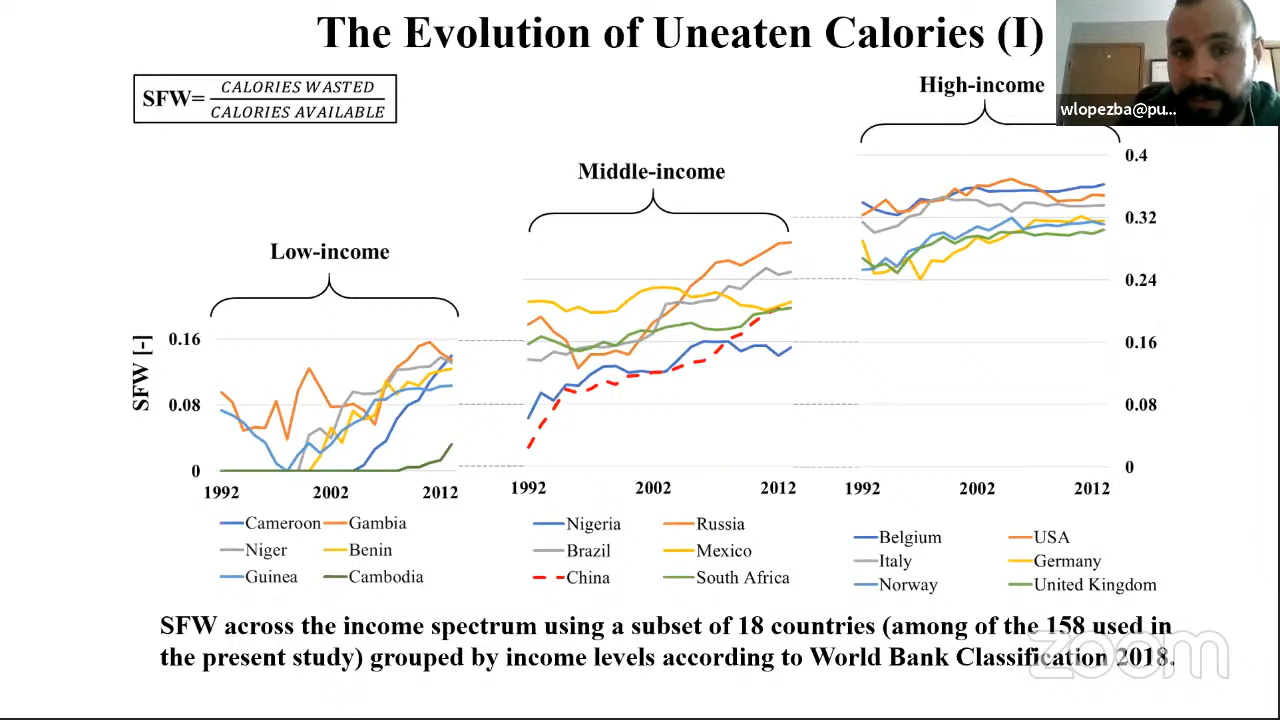 The Evolution of Uneaten Calories (I)
wlopezba@pu...
SFW= CALORIES WASTED
CALORIES AVAILABLE
High-income
Middle-income
Low-income
SFW [-]
0.16
0.08
0
0.4
0.32
0.24
0.16
0.08
0
1992 2002 2012
1992 2002 2012
1992 2002 2012
Cameroon Gambia
Niger Benin
Guinea Cambodia
Nigeria Russia
Brazil Mexico
China South Africa
Belgium USA
Italy Germany
Norway United Kingdom
SFW across the income spectrum using a subset of 18 countries (among of the 158 used in
the present study) grouped by income levels according to World Bank Classification 2018.
zoom